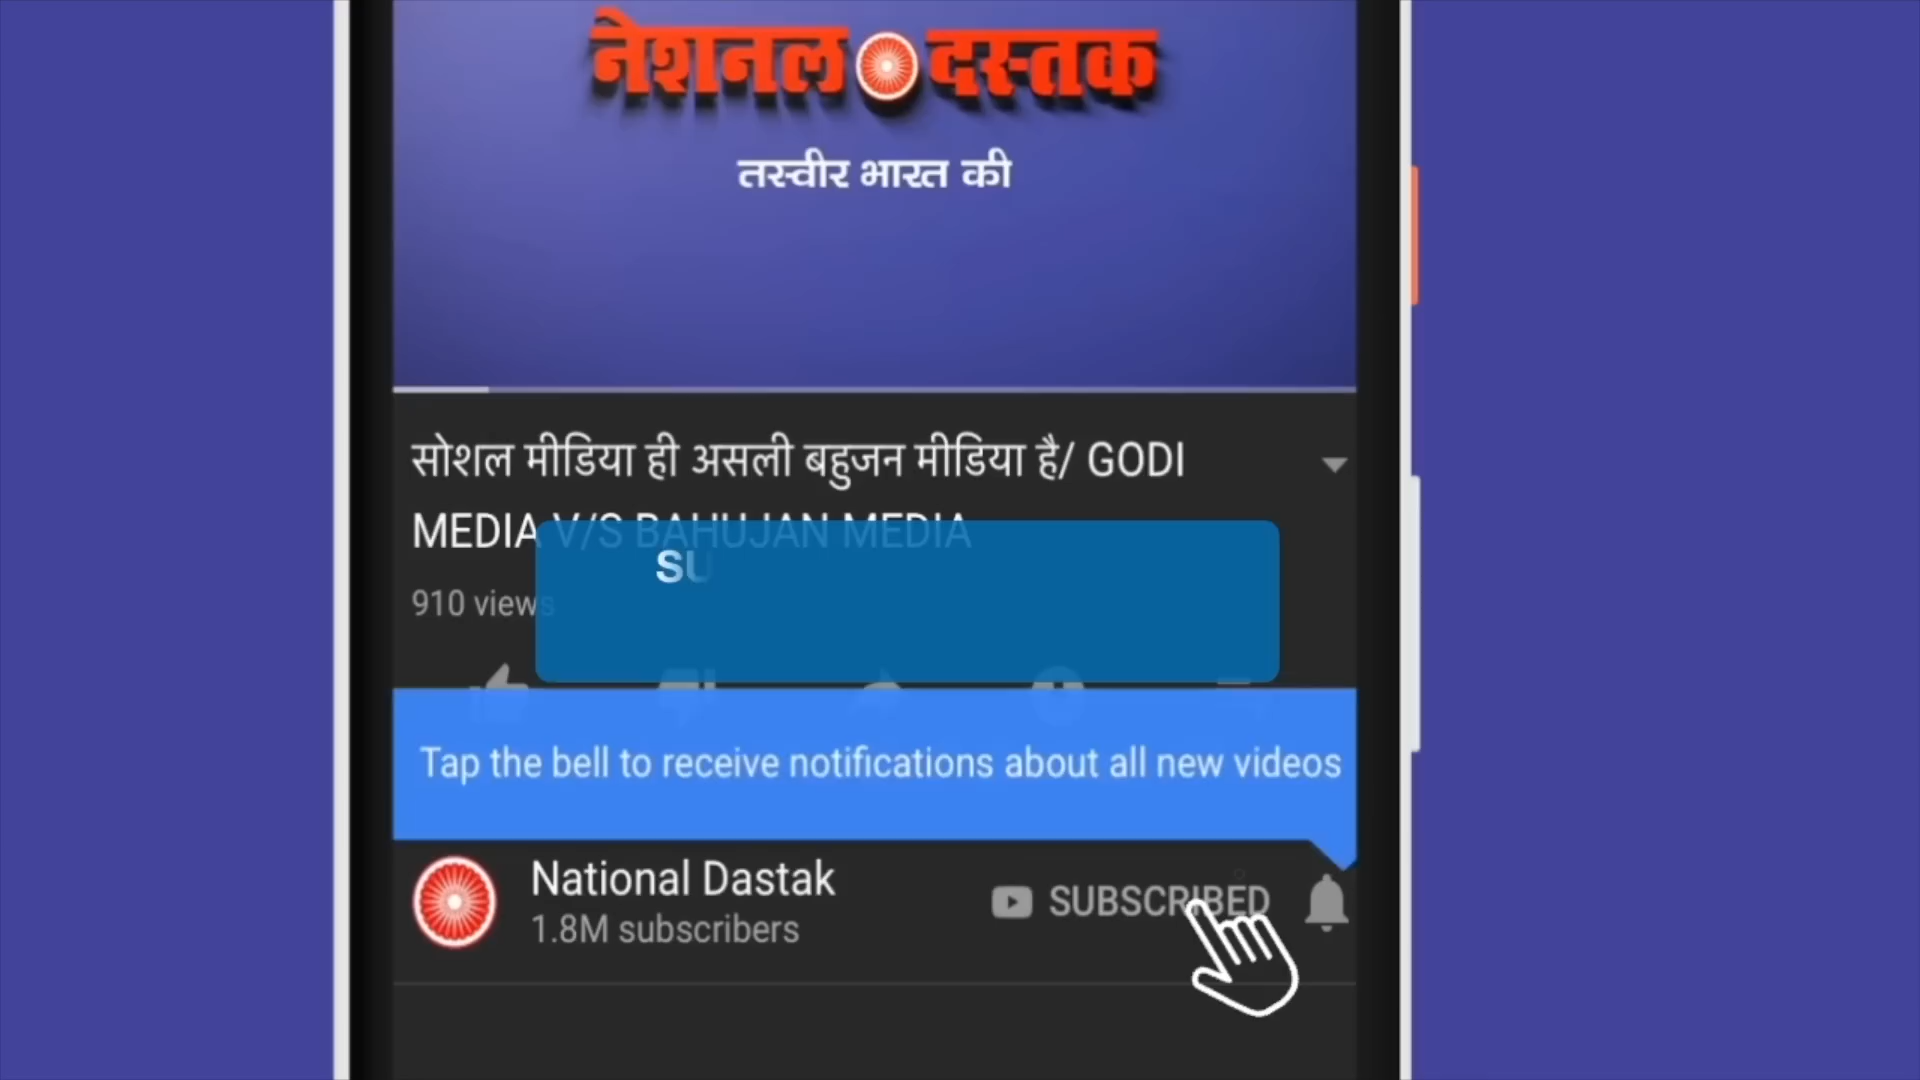 नेशनल दस्तक
तस्वीर भारत की
सोशल मीडिया ही असली बहुजन मीडिया है/ GODI
MEDIA V/S BAHUJAN MEDIA
SU
910 views
Tap the bell to receive notifications about all new videos
National Dastak
SUBSCRIBED
1.8M subscribers